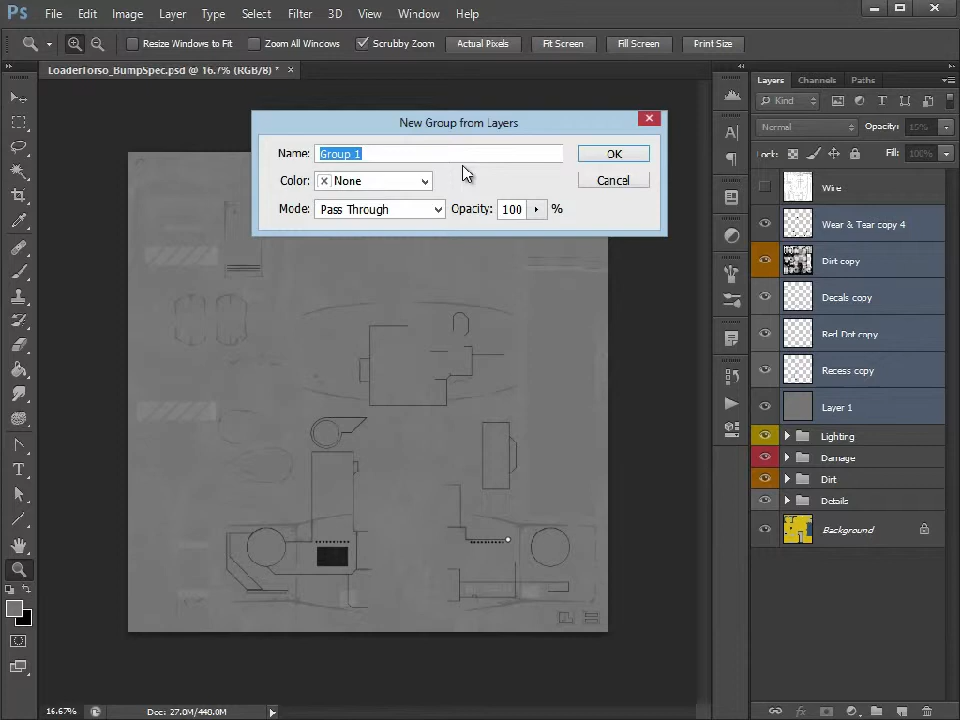 Ps File Edit Image Layer Type Select Filter 3D View Window Help
Resize Windows to Fit Zoom All Windows Scrubby Zoom Actual Pixels Fit Screen Fill Screen Print Size
LoaderTorso_BumpSpec.psd @ 16.7% (RGB/8) *
Layers Channels Paths
Kind
Normal Opacity: 15%
Lock: Fill: 100%
New Group from Layers
Name: Group 1 OK
Color: None Cancel
Mode: Pass Through Opacity: 100 %
Wire
Wear & Tear copy 4
Dirt copy
Decals copy
Red Dot copy
Recess copy
Layer 1
Lighting
Damage
Dirt
Details
Background
16.67% Doc: 27.0M/440.0M